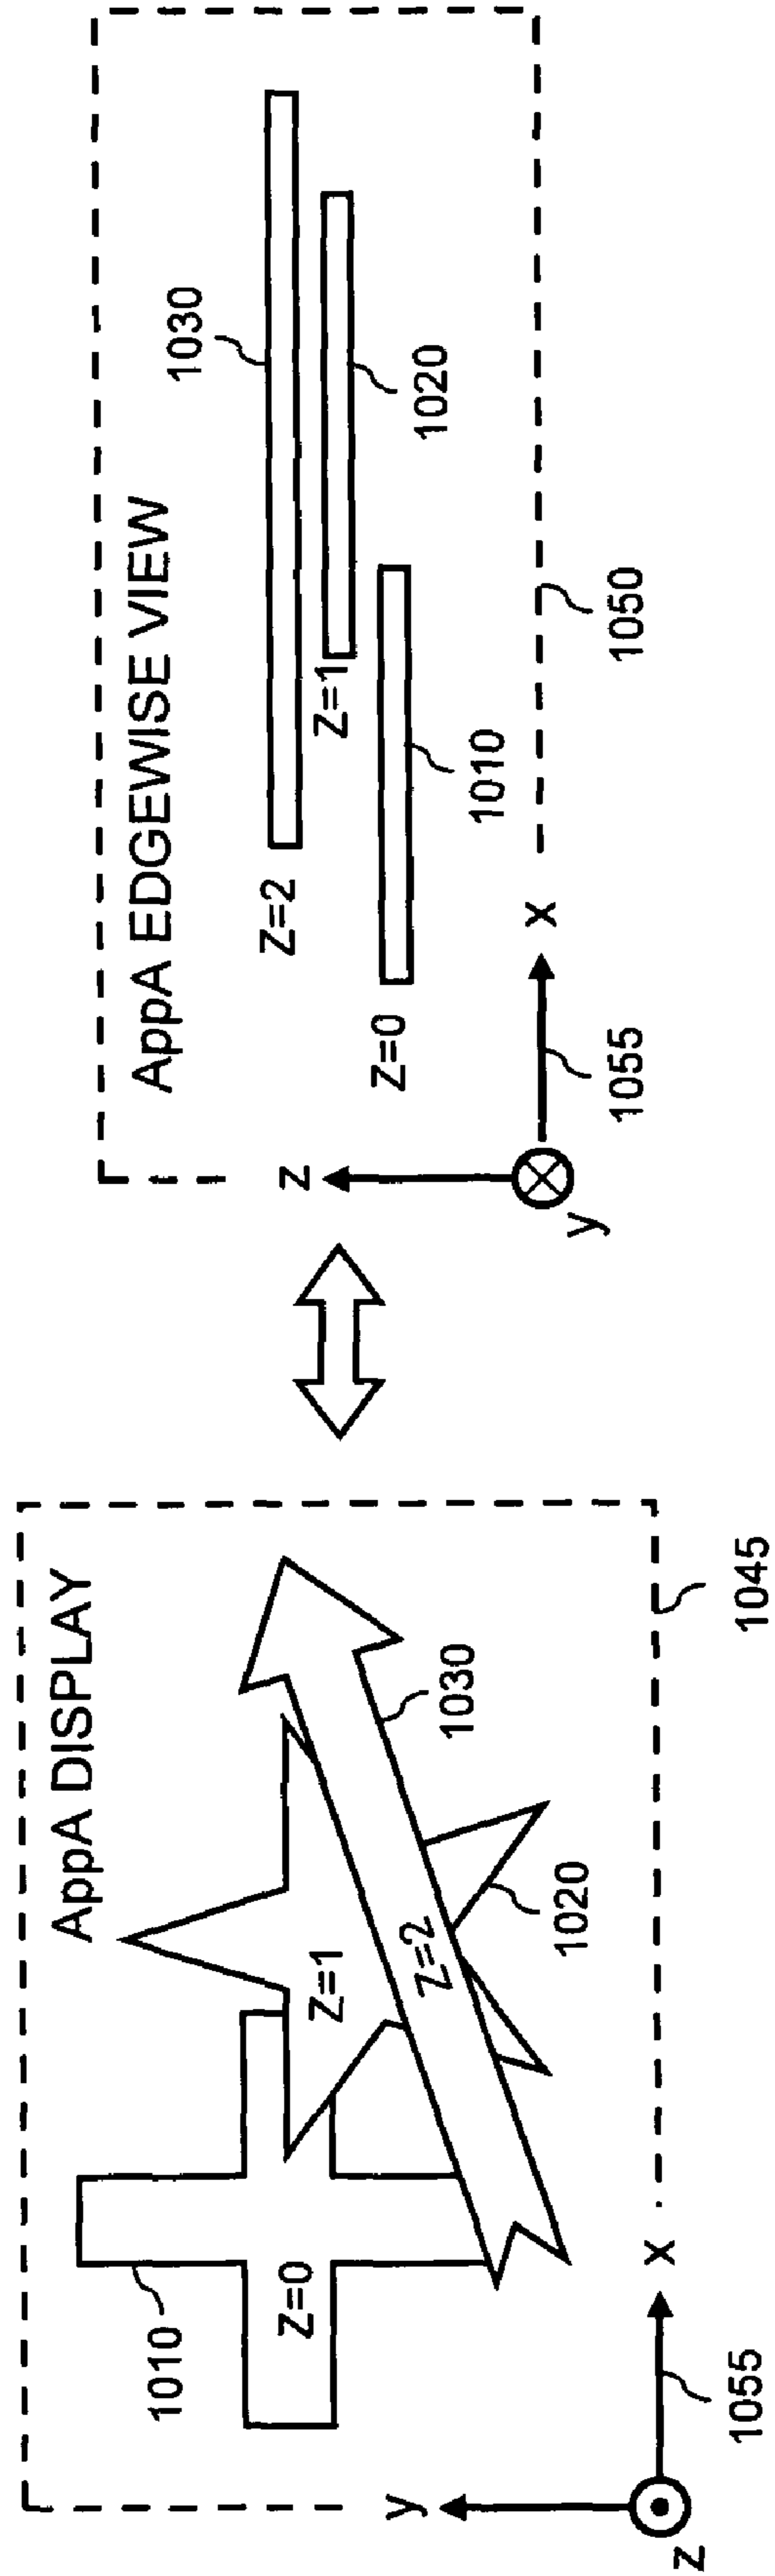 AppA DISPLAY
1010
Z=0
Z=1
Z=2
1030
1020
y
z
x
1055
1045
AppA EDGEWISE VIEW
1030
Z=2
Z=1
1020
Z=0
1010
z
y
x
1055
1050